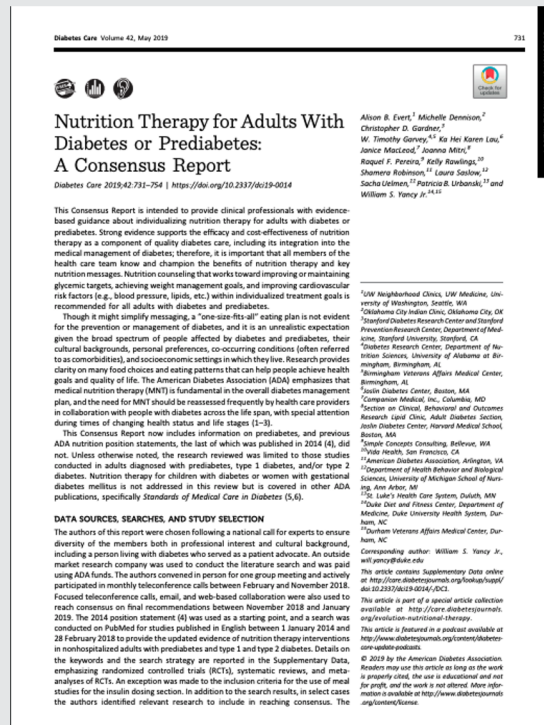 Diabetes Care Volume 42, May 2019
731
Check for
updates
Nutrition Therapy for Adults With
Diabetes or Prediabetes:
A Consensus Report
Diabetes Care 2019;42:731–754 | https://doi.org/10.2337/dci19-0014
Alison B. Evert,1 Michelle Dennison,2
Christopher D. Gardner,3
W. Timothy Garvey,4,5 Ka Hei Karen Lau,6
Janice MacLeod,7 Joanna Mitri,8
Raquel F. Pereira,9 Kelly Rawlings,10
Shamera Robinson,11 Laura Saslow,12
Sacha Uelmen,11 Patricia B. Urbanski,13 and
William S. Yancy Jr.14,15
This Consensus Report is intended to provide clinical professionals with evidence-
based guidance about individualizing nutrition therapy for adults with diabetes or
prediabetes. Strong evidence supports the efficacy and cost-effectiveness of nutrition
therapy as a component of quality diabetes care, including its integration into the
medical management of diabetes; therefore, it is important that all members of the
health care team know and champion the benefits of nutrition therapy and key
nutrition messages. Nutrition counseling that works toward improving or maintaining
glycemic targets, achieving weight management goals, and improving cardiovascular
risk factors (e.g., blood pressure, lipids, etc.) within individualized treatment goals is
recommended for all adults with diabetes and prediabetes.
Though it might simplify messaging, a "one-size-fits-all" eating plan is not evident
for the prevention or management of diabetes, and it is an unrealistic expectation
given the broad spectrum of people affected by diabetes and prediabetes, their
cultural backgrounds, personal preferences, co-occurring conditions (often referred
to as comorbidities), and socioeconomic settings in which they live. Research provides
clarity on many food choices and eating patterns that can help people achieve health
goals and quality of life. The American Diabetes Association (ADA) emphasizes that
medical nutrition therapy (MNT) is fundamental in the overall diabetes management
plan, and the need for MNT should be reassessed frequently by health care providers
in collaboration with people with diabetes across the life span, with special attention
during times of changing health status and life stages (1–3).
This Consensus Report now includes information on prediabetes, and previous
ADA nutrition position statements, the last of which was published in 2014 (4), did
not. Unless otherwise noted, the research reviewed was limited to those studies
conducted in adults diagnosed with prediabetes, type 1 diabetes, and/or type 2
diabetes. Nutrition therapy for children with diabetes or women with gestational
diabetes mellitus is not addressed in this review but is covered in other ADA
publications, specifically Standards of Medical Care in Diabetes (5,6).
DATA SOURCES, SEARCHES, AND STUDY SELECTION
The authors of this report were chosen following a national call for experts to ensure
diversity of the members both in professional interest and cultural background,
including a person living with diabetes who served as a patient advocate. An outside
market research company was used to conduct the literature search and was paid
using ADA funds. The authors convened in person for one group meeting and actively
participated in monthly teleconference calls between February and November 2018.
Focused teleconference calls, email, and web-based collaboration were also used to
reach consensus on final recommendations between November 2018 and January
2019. The 2014 position statement (4) was used as a starting point, and a search was
conducted on PubMed for studies published in English between 1 January 2014 and
28 February 2018 to provide the updated evidence of nutrition therapy interventions
in nonhospitalized adults with prediabetes and type 1 and type 2 diabetes. Details on
the keywords and the search strategy are reported in the Supplementary Data,
emphasizing randomized controlled trials (RCTs), systematic reviews, and meta-
analyses of RCTs. An exception was made to the inclusion criteria for the use of meal
studies for the insulin dosing section. In addition to the search results, in select cases
the authors identified relevant research to include in reaching consensus. The
1UW Neighborhood Clinics, UW Medicine, Uni-
versity of Washington, Seattle, WA
2Oklahoma City Indian Clinic, Oklahoma City, OK
3Stanford Diabetes Research Center and Stanford
Prevention Research Center, Department of Med-
icine, Stanford University, Stanford, CA
4Diabetes Research Center, Department of Nu-
trition Sciences, University of Alabama at Bir-
mingham, Birmingham, AL
5Birmingham Veterans Affairs Medical Center,
Birmingham, AL
6Joslin Diabetes Center, Boston, MA
7Companion Medical, Inc., Columbia, MD
8Section on Clinical, Behavioral and Outcomes
Research Lipid Clinic, Adult Diabetes Section,
Joslin Diabetes Center, Harvard Medical School,
Boston, MA
9Simple Concepts Consulting, Bellevue, WA
10Vida Health, San Francisco, CA
11American Diabetes Association, Arlington, VA
12Department of Health Behavior and Biological
Sciences, University of Michigan School of Nurs-
ing, Ann Arbor, MI
13St. Luke's Health Care System, Duluth, MN
14Duke Diet and Fitness Center, Department of
Medicine, Duke University Health System, Dur-
ham, NC
15Durham Veterans Affairs Medical Center, Dur-
ham, NC
Corresponding author: William S. Yancy Jr.,
will.yancy@duke.edu
This article contains Supplementary Data online
at http://care.diabetesjournals.org/lookup/suppl/
doi:10.2337/dci19-0014/-/DC1.
This article is part of a special article collection
available at http://care.diabetesjournals.
org/evolution-nutritional-therapy.
This article is featured in a podcast available at
http://www.diabetesjournals.org/content/diabetes-
core-update-podcasts.
© 2019 by the American Diabetes Association.
Readers may use this article as long as the work
is properly cited, the use is educational and not
for profit, and the work is not altered. More infor-
mation is available at http://www.diabetesjournals
.org/content/license.